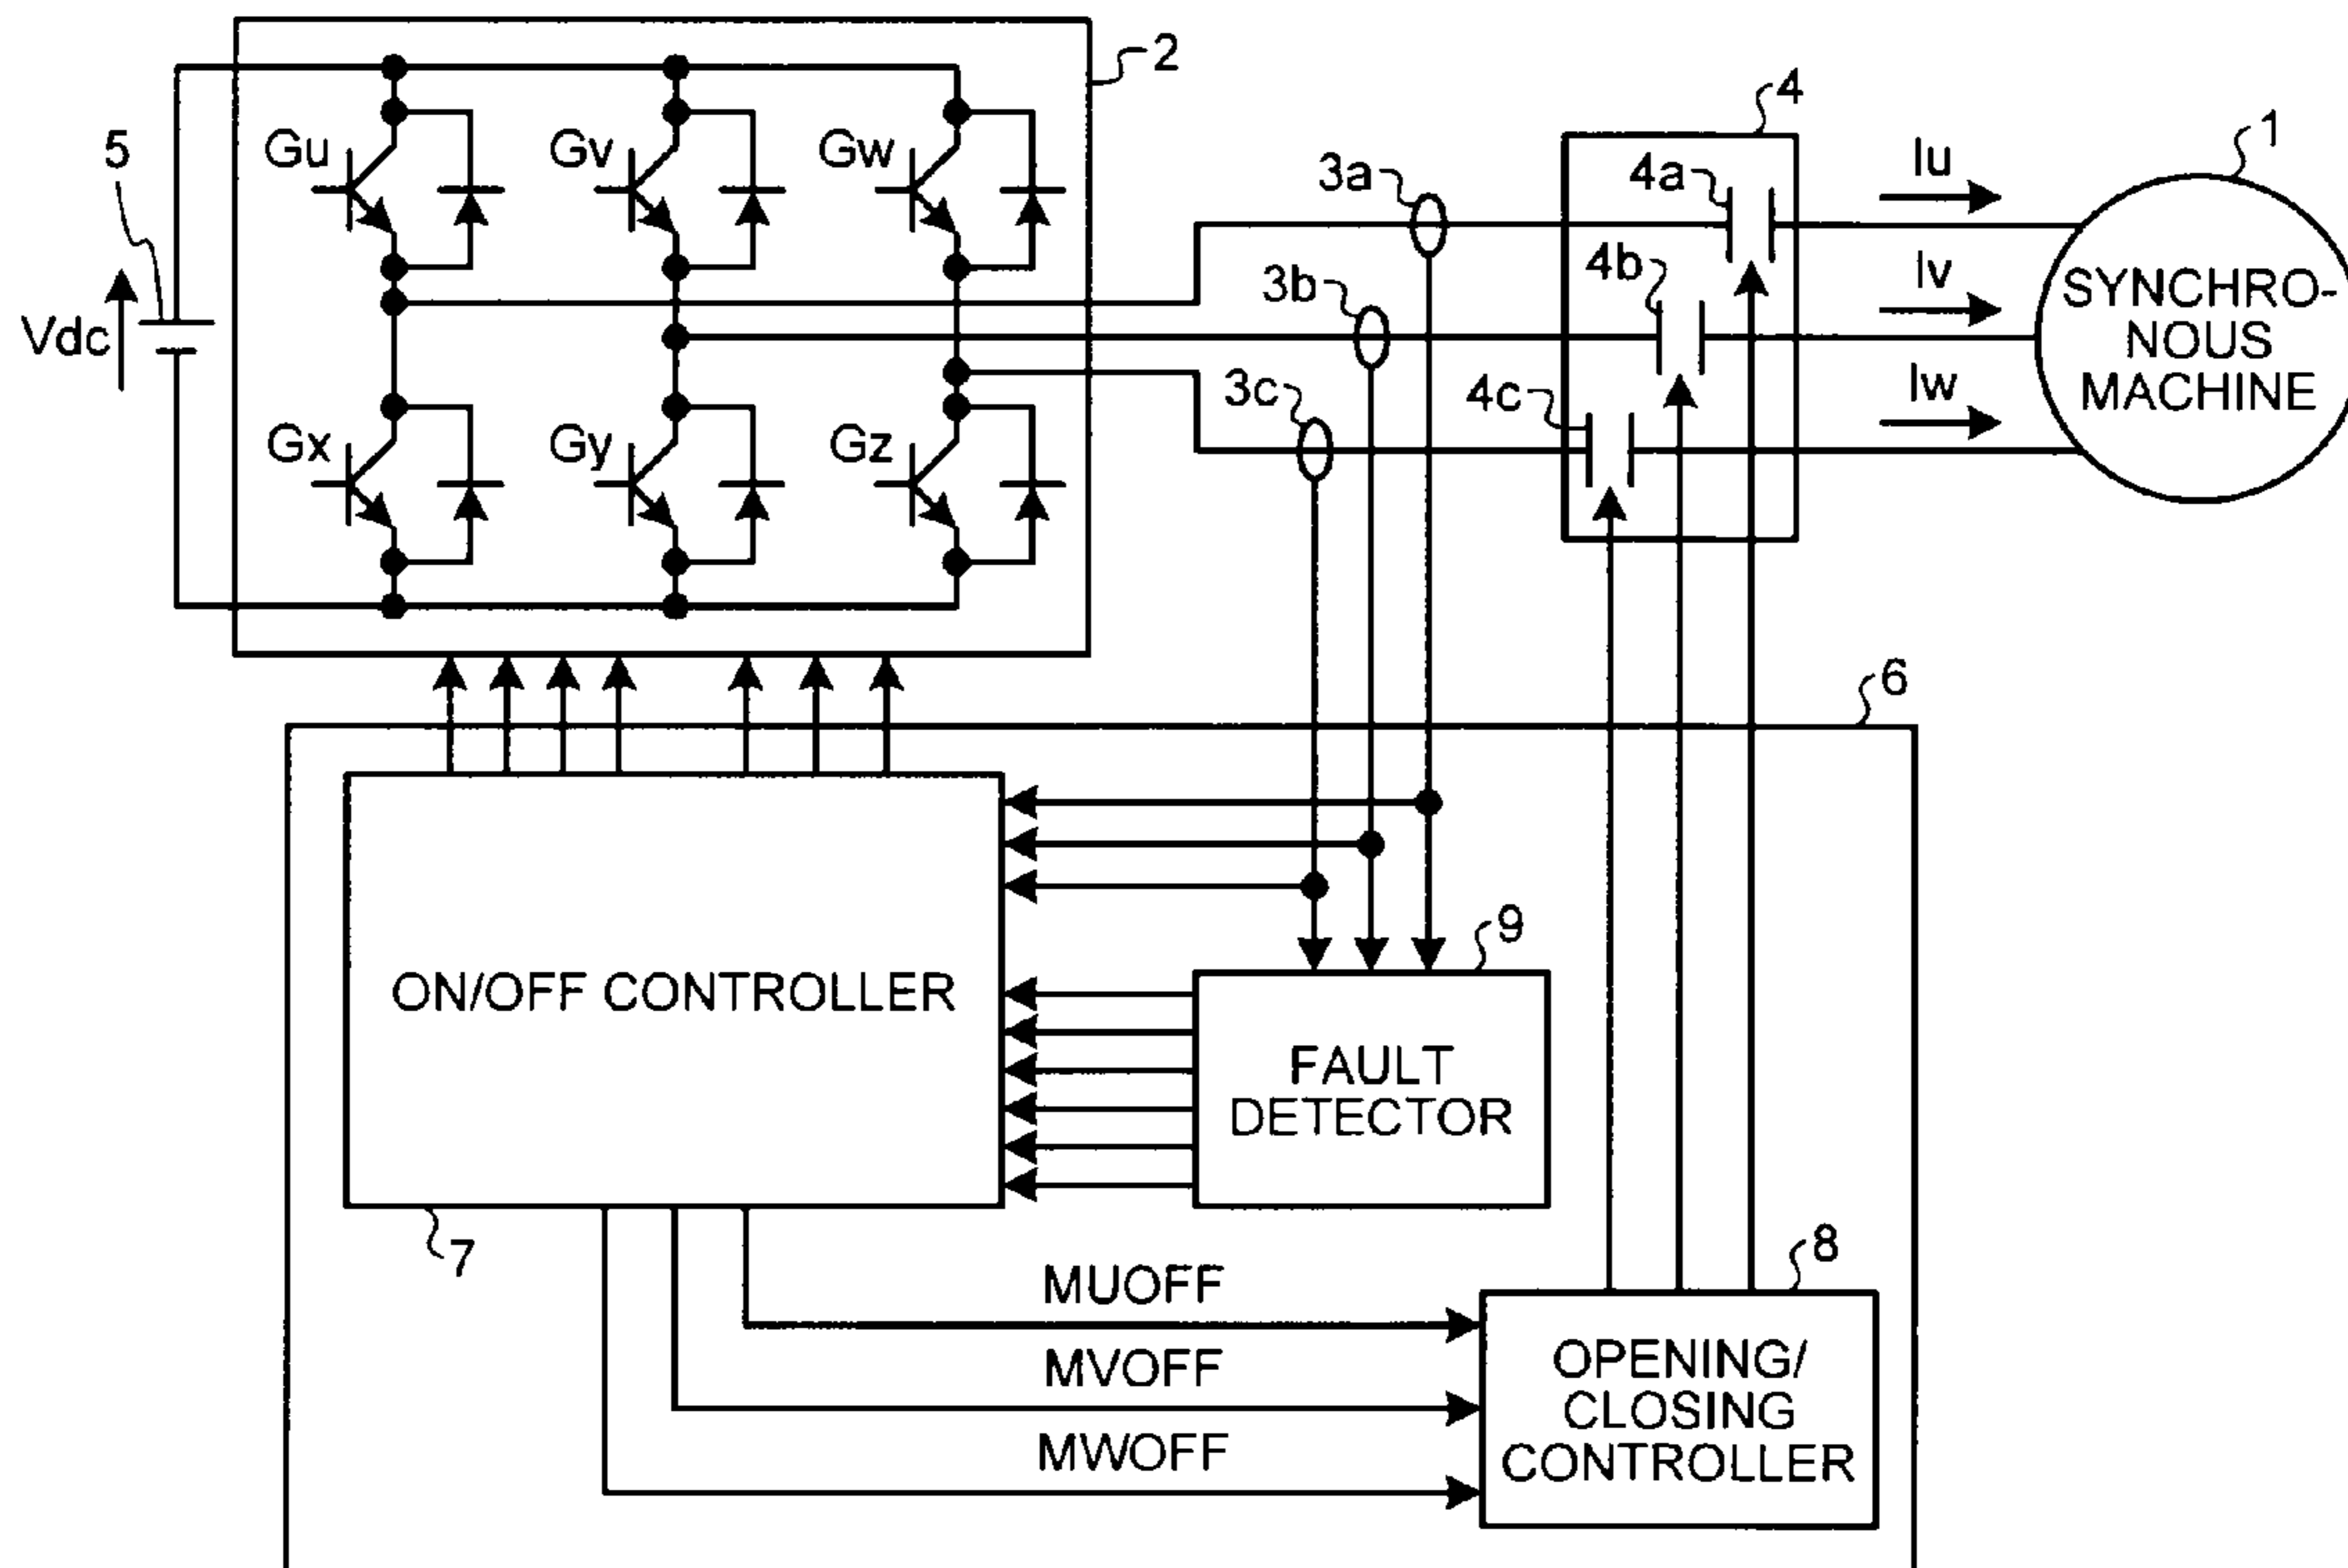 2
4
1
5
Gu
Gv
Gw
3a
4a
Iu
3b
4b
Iv
SYNCHRO-
NOUS
MACHINE
Vdc
3c
4c
Iw
Gx
Gy
Gz
6
9
ON/OFF CONTROLLER
FAULT
DETECTOR
7
8
MUOFF
MVOFF
MWOFF
OPENING/
CLOSING
CONTROLLER